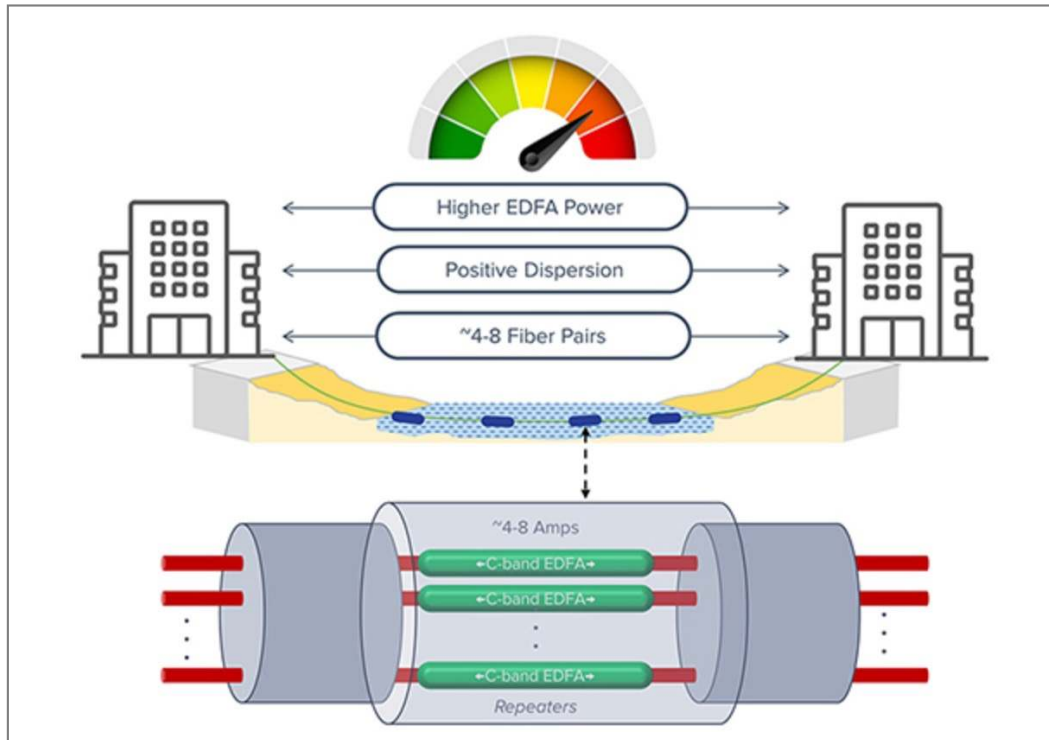 Higher EDFA Power
Positive Dispersion
~4-8 Fiber Pairs
~4-8 Amps
C-band EDFA
C-band EDFA
C-band EDFA
Repeaters